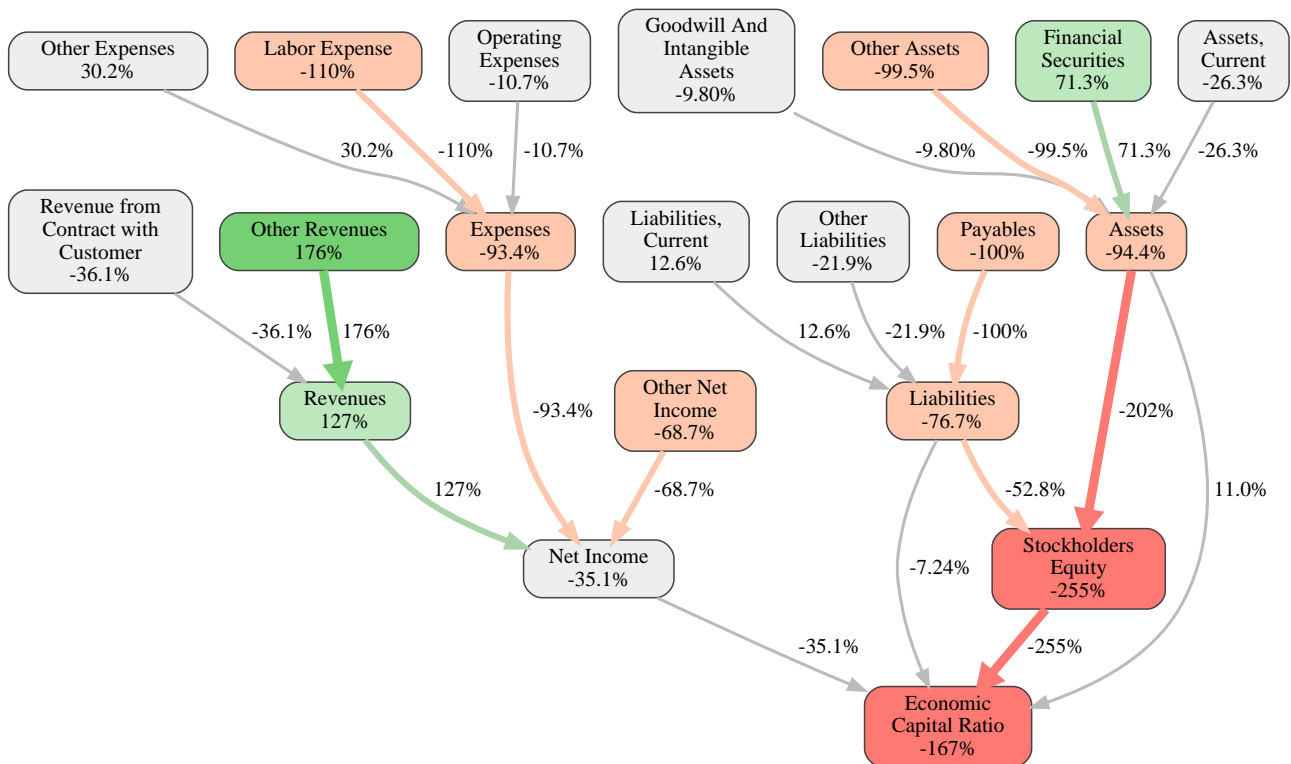 Other Expenses
30.2%
Labor Expense
-110%
Operating
Expenses
-10.7%
Goodwill And
Intangible
Assets
-9.80%
Other Assets
-99.5%
Financial
Securities
71.3%
Assets,
Current
-26.3%
30.2%
-110%
-10.7%
-9.80%
-99.5%
71.3%
-26.3%
Revenue from
Contract with
Customer
-36.1%
Other Revenues
176%
Expenses
-93.4%
Liabilities,
Current
12.6%
Other
Liabilities
-21.9%
Payables
-100%
Assets
-94.4%
-36.1%
176%
12.6%
-21.9%
-100%
Revenues
127%
-93.4%
Other Net
Income
-68.7%
Liabilities
-76.7%
-202%
127%
-68.7%
-52.8%
11.0%
Net Income
-35.1%
-7.24%
Stockholders
Equity
-255%
-35.1%
-255%
Economic
Capital Ratio
-167%